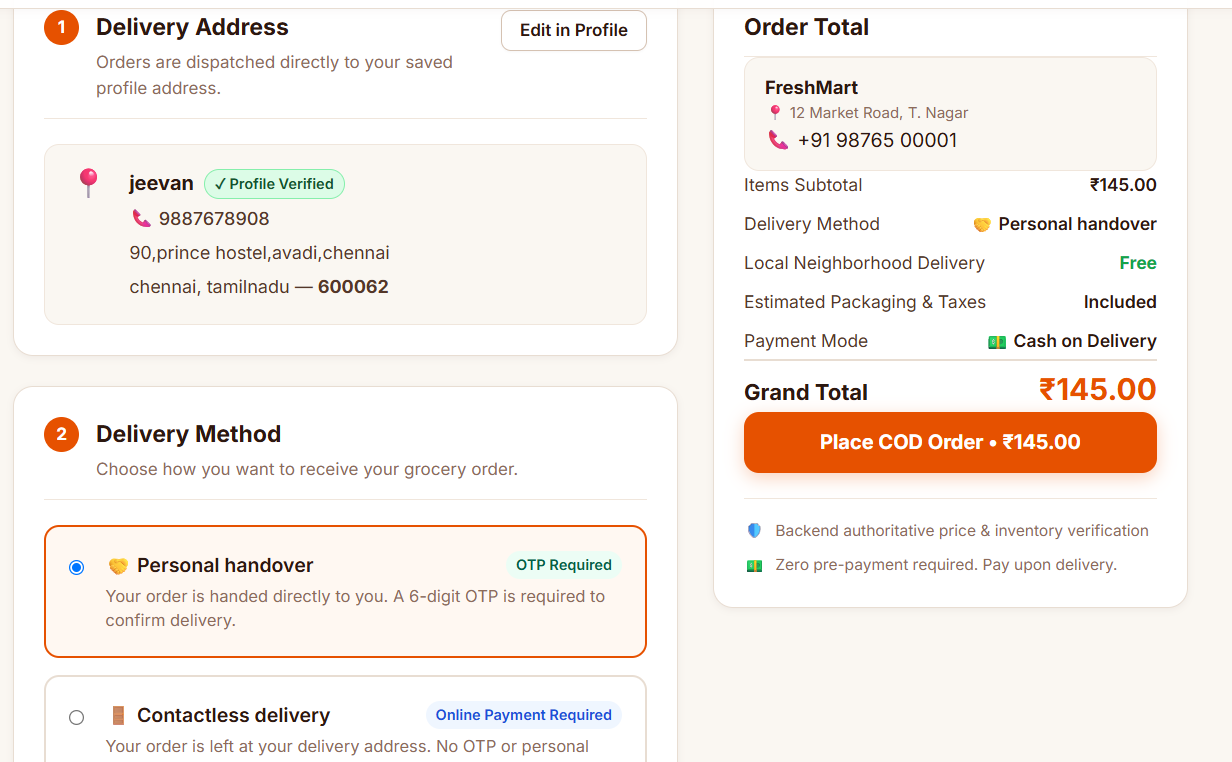 1
Delivery Address
Edit in Profile
Orders are dispatched directly to your saved
profile address.
jeevan
✓ Profile Verified
9887678908
90,prince hostel,avadi,chennai
chennai, tamilnadu — 600062
2
Delivery Method
Choose how you want to receive your grocery order.
Personal handover
OTP Required
Your order is handed directly to you. A 6-digit OTP is required to
confirm delivery.
Contactless delivery
Online Payment Required
Your order is left at your delivery address. No OTP or personal
Order Total
FreshMart
12 Market Road, T. Nagar
+91 98765 00001
Items Subtotal ₹145.00
Delivery Method Personal handover
Local Neighborhood Delivery Free
Estimated Packaging & Taxes Included
Payment Mode Cash on Delivery
Grand Total ₹145.00
Place COD Order • ₹145.00
Backend authoritative price & inventory verification
Zero pre-payment required. Pay upon delivery.